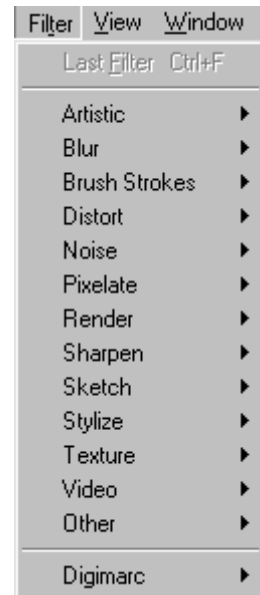 Filter View Window
Last Filter Ctrl+F
Artistic
Blur
Brush Strokes
Distort
Noise
Pixelate
Render
Sharpen
Sketch
Stylize
Texture
Video
Other
Digimarc